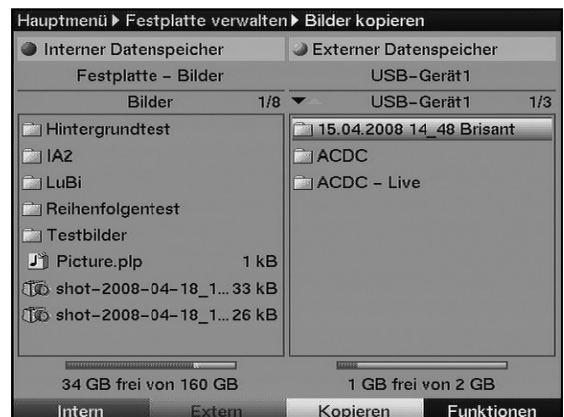 Hauptmenü ▶ Festplatte verwalten ▶ Bilder kopieren
Interner Datenspeicher
Externer Datenspeicher
Festplatte – Bilder
USB-Gerät1
Bilder 1/8
USB-Gerät1 1/3
Hintergrundtest
IA2
LuBi
Reihenfolgentest
Testbilder
Picture.plp 1 kB
shot-2008-04-18_1... 33 kB
shot-2008-04-18_1... 26 kB
15.04.2008 14_48 Brisant
ACDC
ACDC – Live
34 GB frei von 160 GB
1 GB frei von 2 GB
Intern Extern Kopieren Funktionen